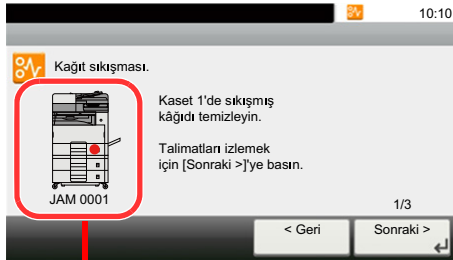 10:10
Kağıt sıkışması.
Kaset 1'de sıkışmış
kâğıdı temizleyin.
Talimatları izlemek
için [Sonraki >]'ye basın.
JAM 0001
1/3
< Geri
Sonraki >